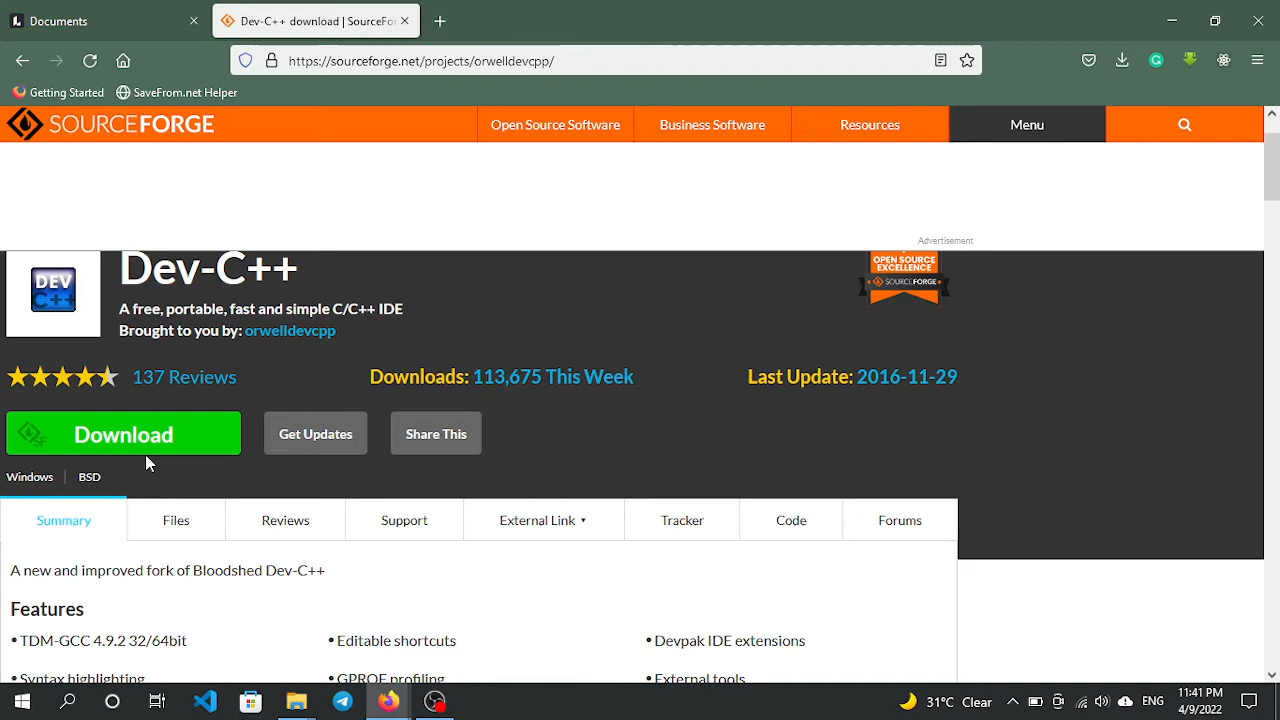 Documents
Dev-C++ download | SourceFor
https://sourceforge.net/projects/orwelldevcpp/
Getting Started
SaveFrom.net Helper
SOURCEFORGE
Open Source Software
Business Software
Resources
Menu
Advertisement
DEV
C++
Dev-C++
OPEN SOURCE
EXCELLENCE
SOURCEFORGE
A free, portable, fast and simple C/C++ IDE
Brought to you by: orwelldevcpp
137 Reviews
Downloads: 113,675 This Week
Last Update: 2016-11-29
SF
Download
Get Updates
Share This
Windows
BSD
Summary
Files
Reviews
Support
External Link
Tracker
Code
Forums
A new and improved fork of Bloodshed Dev-C++
Features
• TDM-GCC 4.9.2 32/64bit
• Editable shortcuts
• Devpak IDE extensions
• Syntax highlighting
• GPROF profiling
• External tools
31°C Clear
ENG
11:41 PM
4/9/2022